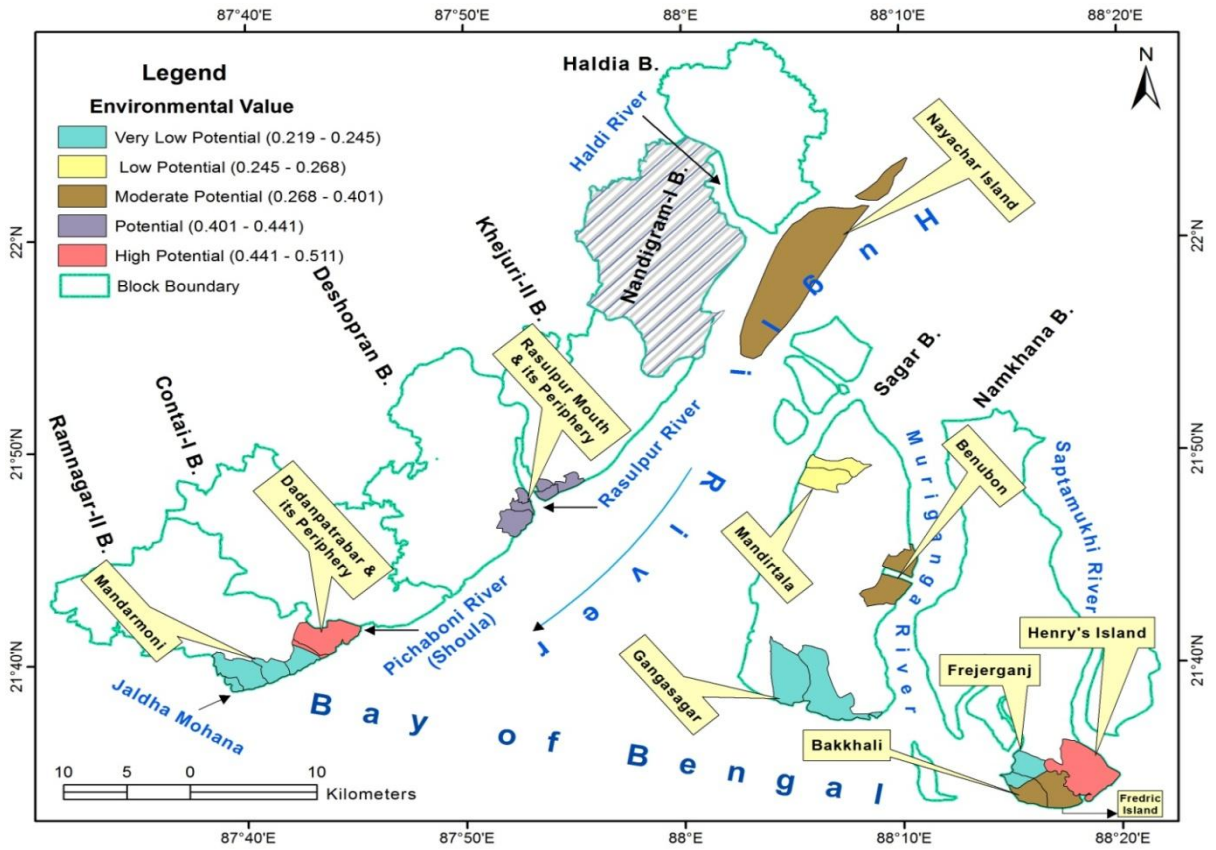 87°40'E
87°50'E
88°E
88°10'E
88°20'E
Legend
Environmental Value
Very Low Potential (0.219 - 0.245)
Low Potential (0.245 - 0.268)
Moderate Potential (0.268 - 0.401)
Potential (0.401 - 0.441)
High Potential (0.441 - 0.511)
Block Boundary
N
Haldia B.
Haldi River
Nandigram-I B.
Nayachar Island
Khejuri-II B.
Deshopran B.
Contai-I B.
Ramnagar-II B.
Rasulpur Mouth
& its Periphery
Rasulpur River
Dadanpatrabar &
its Periphery
Mandarmoni
Pichaboni River
(Shoula)
Jaldha Mohana
Hugli River
Sagar B.
Namkhana B.
Muriganga River
Saptamukhi River
Benubon
Mandirtala
Gangasagar
Henry's Island
Frejerganj
Bakkhali
Fredric
Island
Bay of Bengal
22°N
21°50'N
21°40'N
22°N
21°50'N
21°40'N
10 5 0 10
Kilometers
87°40'E
87°50'E
88°E
88°10'E
88°20'E